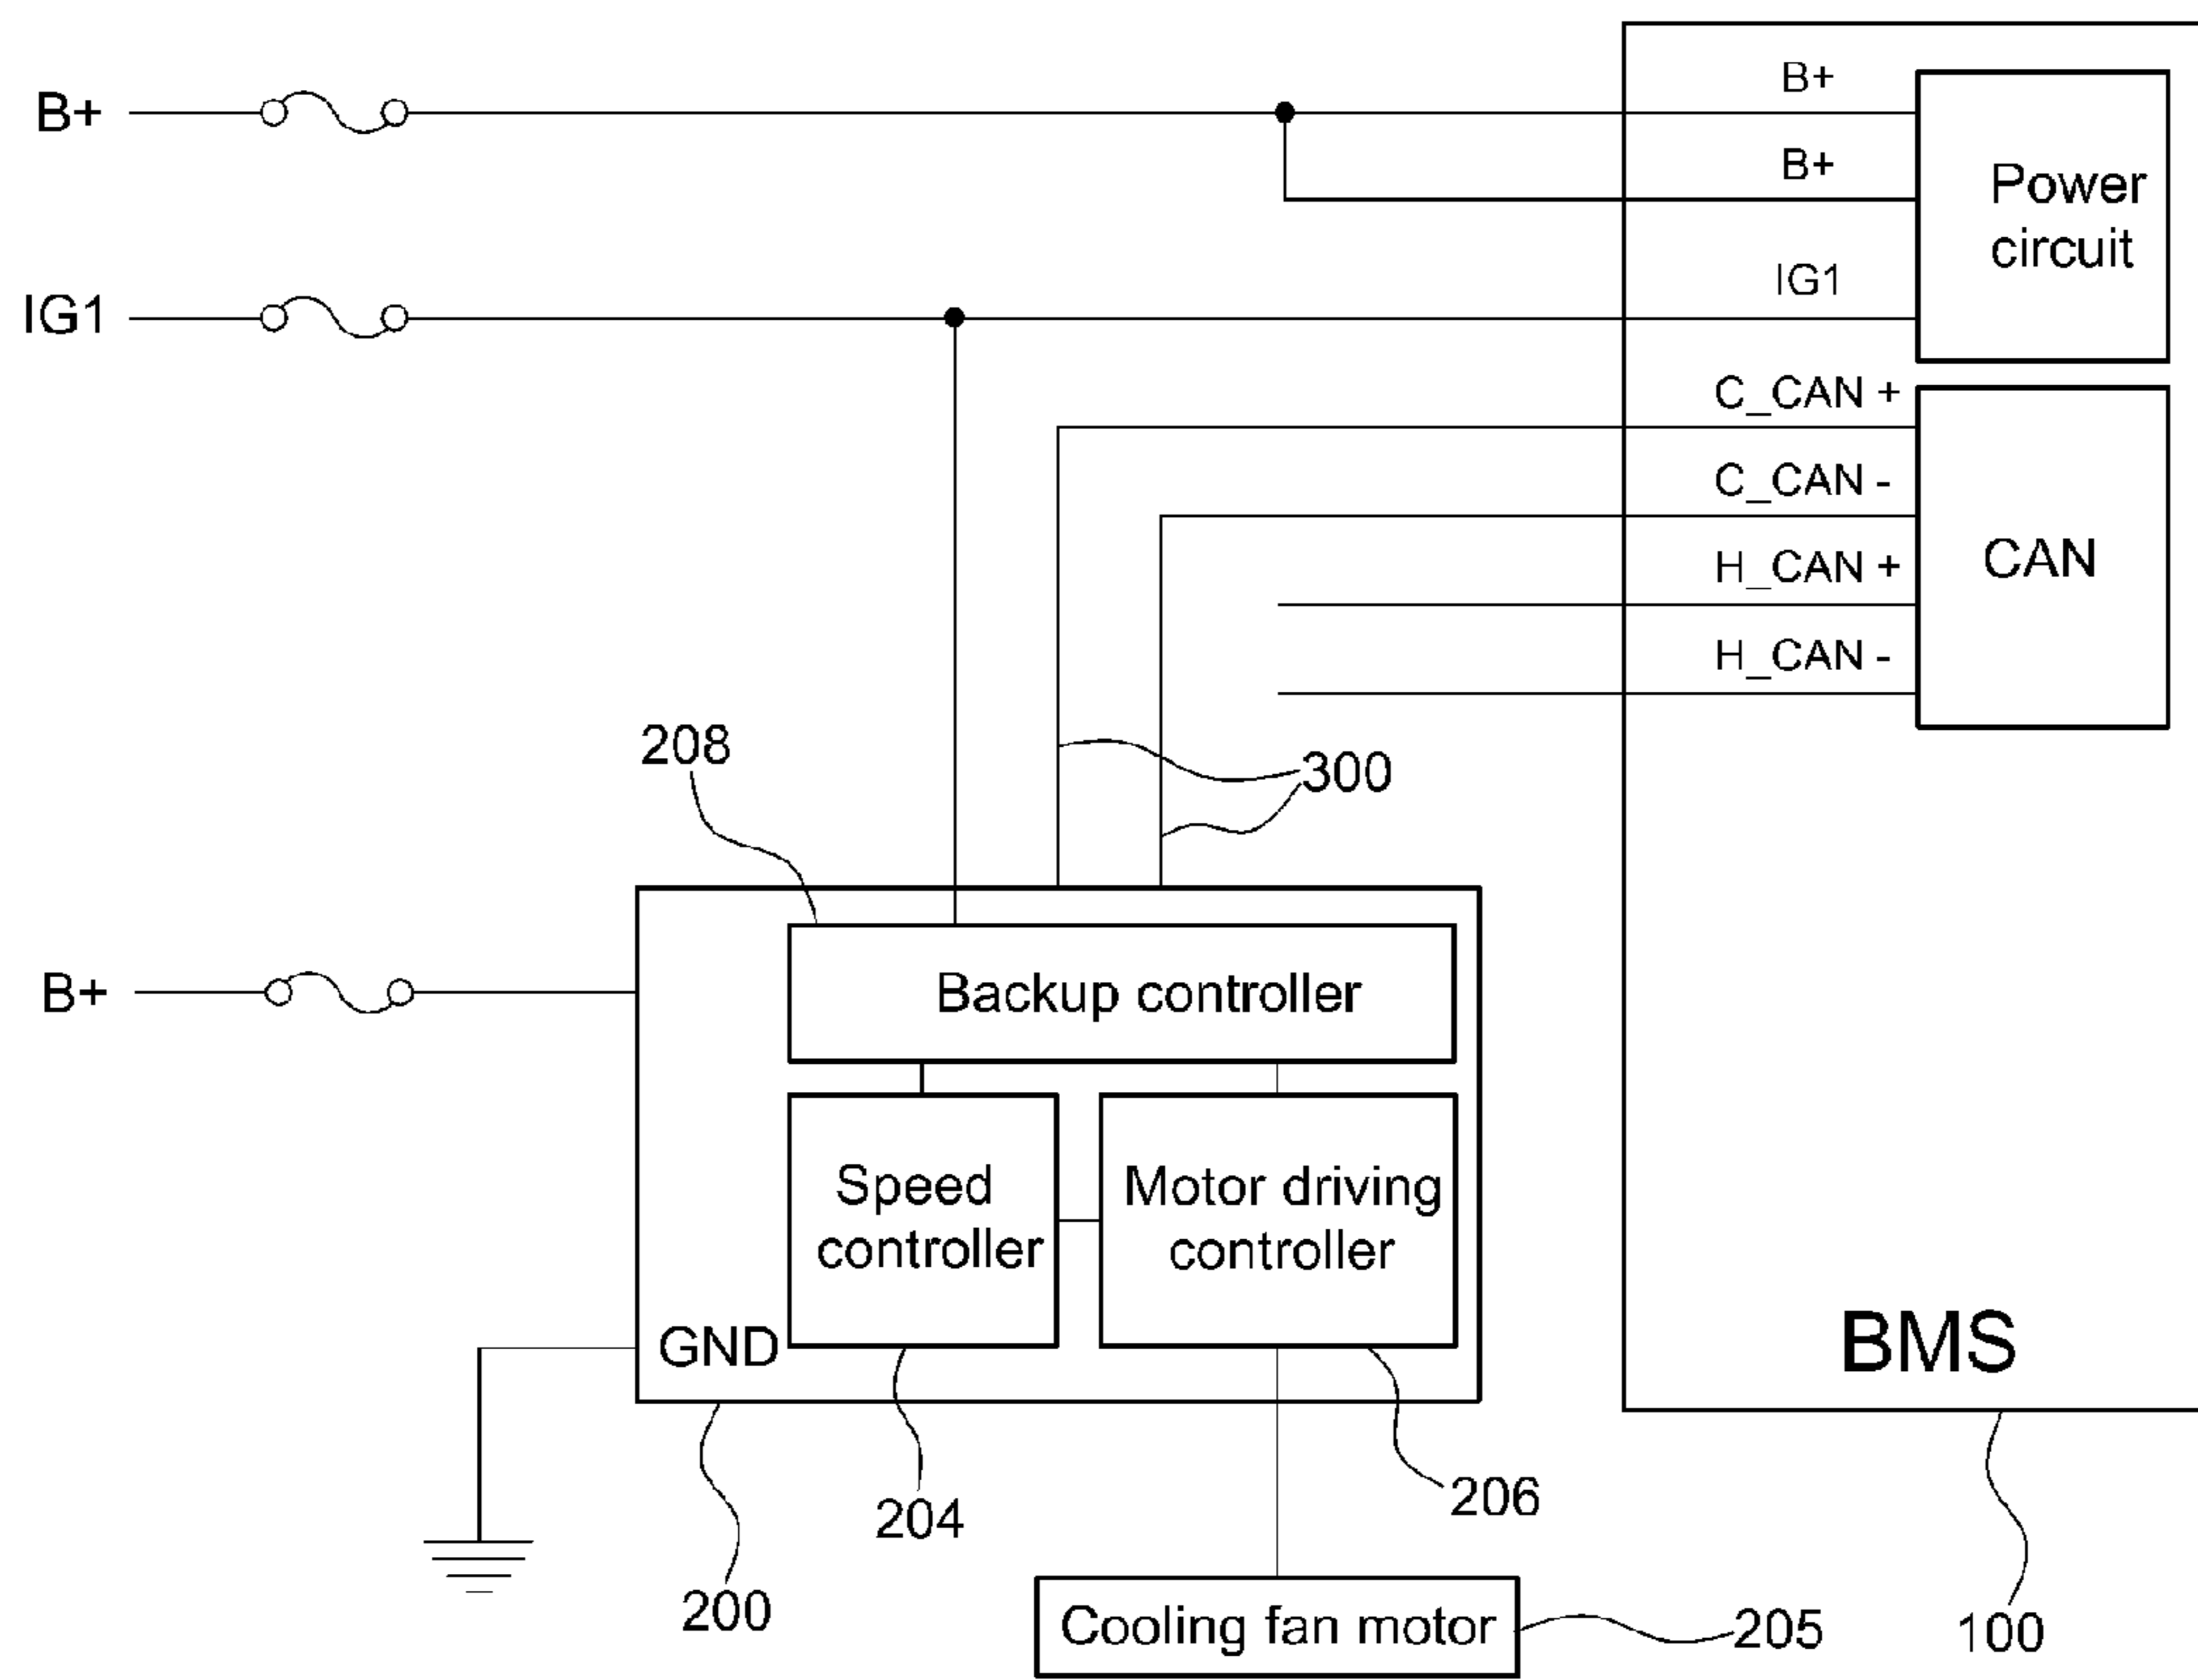 B+
B+
B+
Power
circuit
IG1
IG1
C_CAN +
C_CAN -
CAN
H_CAN +
H_CAN -
208
300
B+
Backup controller
Speed
controller
Motor driving
controller
GND
BMS
204
206
200
Cooling fan motor
205
100